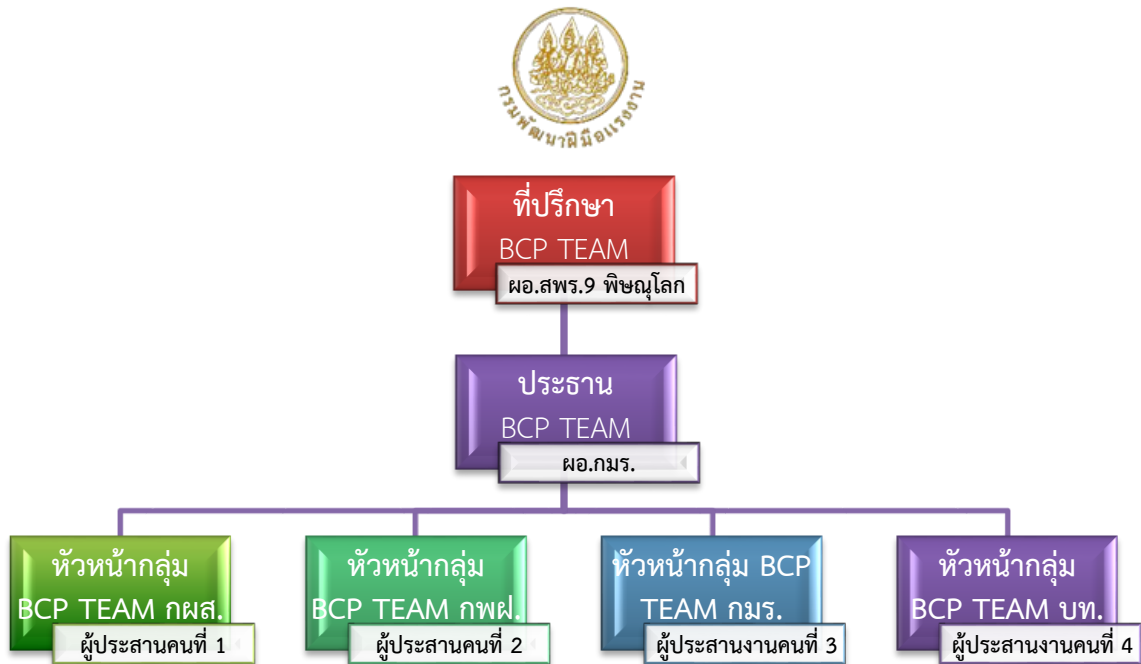 กรมพัฒนาฝีมือแรงงาน
ที่ปรึกษา
BCP TEAM
ผอ.สพร.9 พิษณุโลก
ประธาน
BCP TEAM
ผอ.กมร.
หัวหน้ากลุ่ม
BCP TEAM กผส.
ผู้ประสานคนที่ 1
หัวหน้ากลุ่ม
BCP TEAM กพฝ.
ผู้ประสานคนที่ 2
หัวหน้ากลุ่ม BCP
TEAM กมร.
ผู้ประสานงานคนที่ 3
หัวหน้ากลุ่ม
BCP TEAM บท.
ผู้ประสานงานคนที่ 4